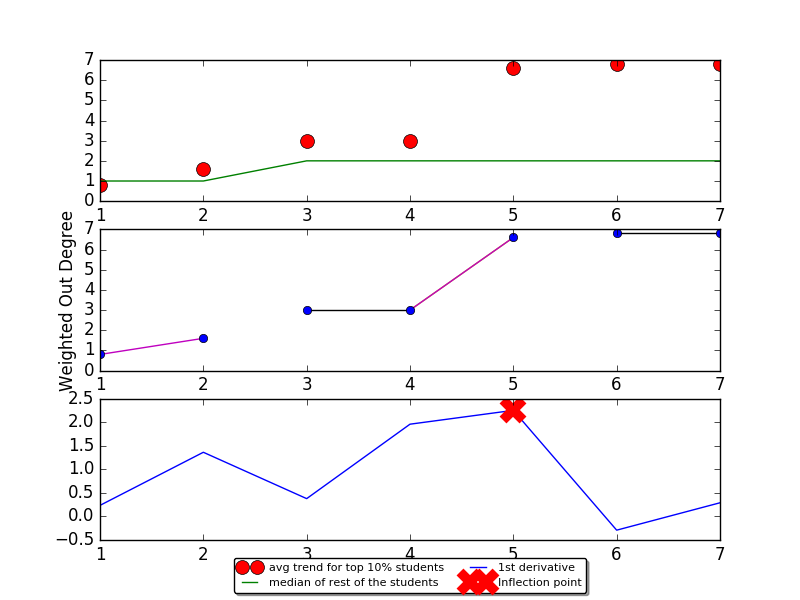 7
6
5
4
3
2
1
0
1 2 3 4 5 6 7
Weighted Out Degree
7
6
5
4
3
2
1
0
1 2 3 4 5 6 7
2.5
2.0
1.5
1.0
0.5
0.0
−0.5
1 2 3 4 5 6 7
avg trend for top 10% students
median of rest of the students
1st derivative
Inflection point